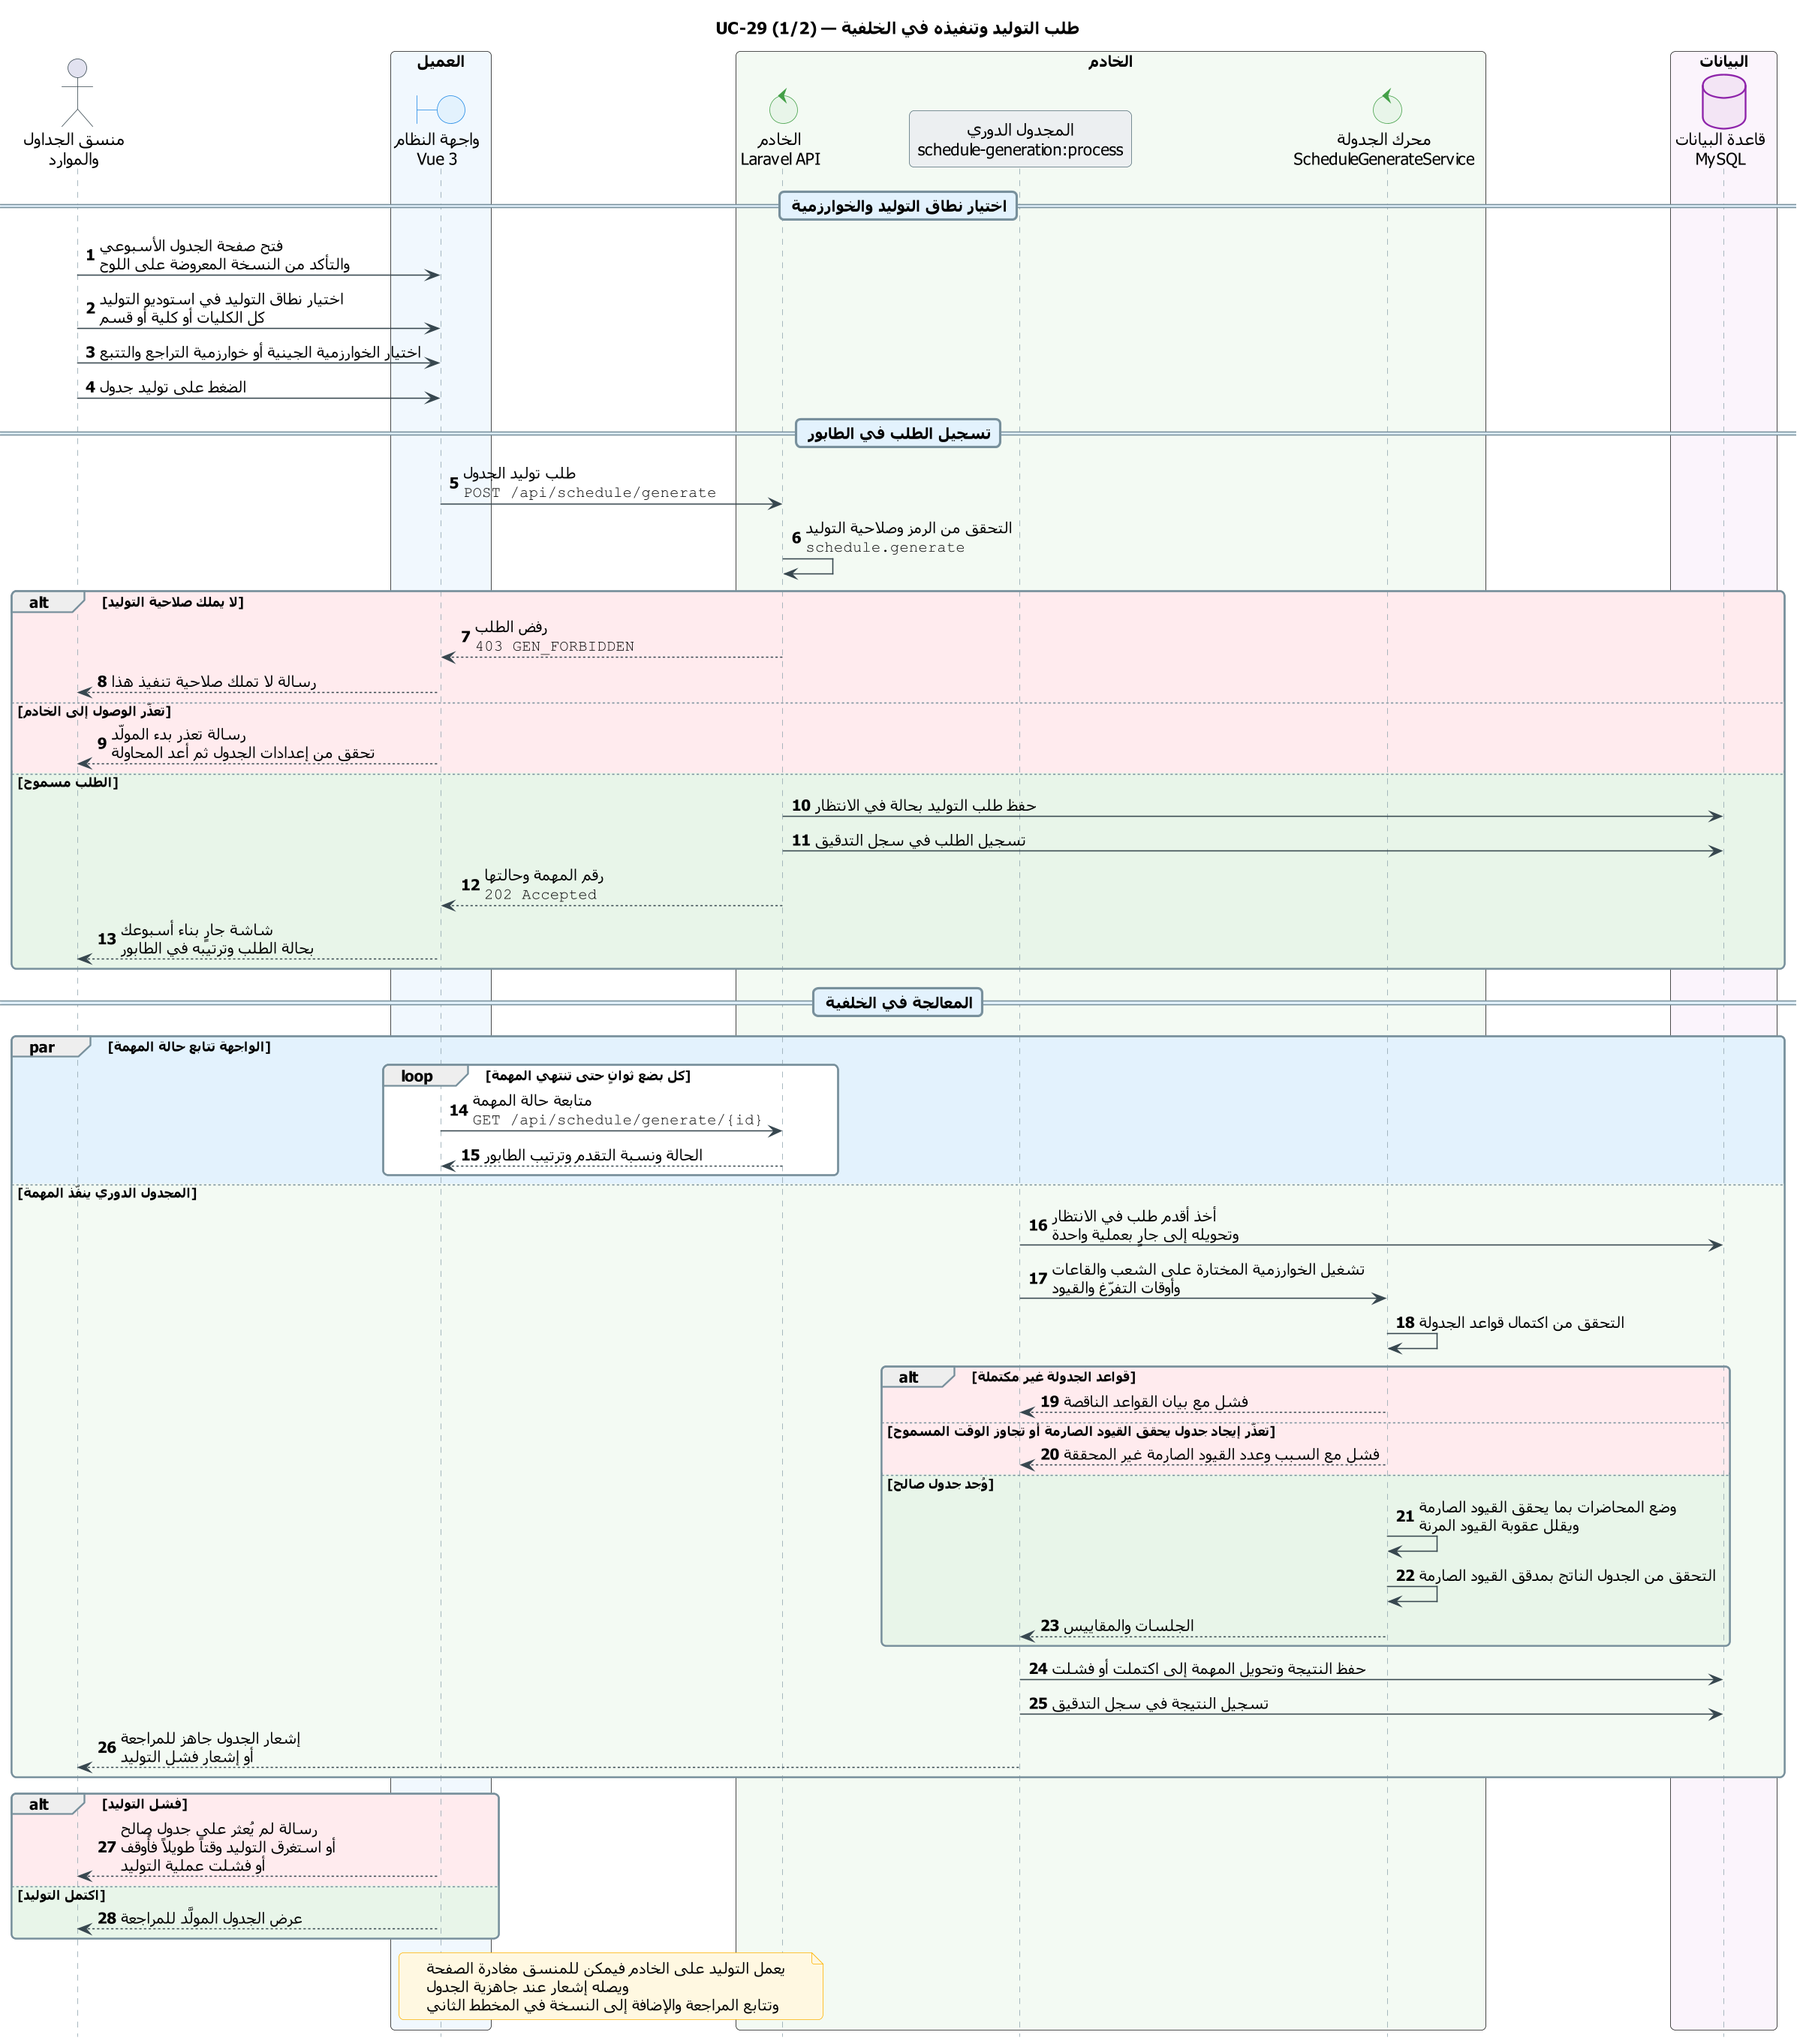 UC-29 (1/2) — طلب التوليد وتنفيذه في الخلفية
العميل
الخادم
البيانات
منسق الجداول
والموارد
واجهة النظام
Vue 3
الخادم
Laravel API
المجدول الدوري
schedule-generation:process
محرك الجدولة
ScheduleGenerateService
قاعدة البيانات
MySQL
اختيار نطاق التوليد والخوارزمية
1 فتح صفحة الجدول الأسبوعي
والتأكد من النسخة المعروضة على اللوح
2 اختيار نطاق التوليد في استوديو التوليد
كل الكليات أو كلية أو قسم
3 اختيار الخوارزمية الجينية أو خوارزمية التراجع والتتبع
4 الضغط على توليد جدول
تسجيل الطلب في الطابور
5 طلب توليد الجدول
POST /api/schedule/generate
6 التحقق من الرمز وصلاحية التوليد
schedule.generate
alt [لا يملك صلاحية التوليد]
7 رفض الطلب
403 GEN_FORBIDDEN
8 رسالة لا تملك صلاحية تنفيذ هذا
[تعذّر الوصول إلى الخادم]
9 رسالة تعذر بدء المولّد
تحقق من إعدادات الجدول ثم أعد المحاولة
[الطلب مسموح]
10 حفظ طلب التوليد بحالة في الانتظار
11 تسجيل الطلب في سجل التدقيق
12 رقم المهمة وحالتها
202 Accepted
13 شاشة جارٍ بناء أسبوعك
بحالة الطلب وترتيبه في الطابور
المعالجة في الخلفية
par [الواجهة تتابع حالة المهمة]
loop [كل بضع ثوانٍ حتى تنتهي المهمة]
14 متابعة حالة المهمة
GET /api/schedule/generate/{id}
15 الحالة ونسبة التقدم وترتيب الطابور
[المجدول الدوري ينفّذ المهمة]
16 أخذ أقدم طلب في الانتظار
وتحويله إلى جارٍ بعملية واحدة
17 تشغيل الخوارزمية المختارة على الشعب والقاعات
وأوقات التفرّغ والقيود
18 التحقق من اكتمال قواعد الجدولة
alt [قواعد الجدولة غير مكتملة]
19 فشل مع بيان القواعد الناقصة
[تعذّر إيجاد جدول يحقق القيود الصارمة أو تجاوز الوقت المسموح]
20 فشل مع السبب وعدد القيود الصارمة غير المحققة
[وُجد جدول صالح]
21 وضع المحاضرات بما يحقق القيود الصارمة
ويقلل عقوبة القيود المرنة
22 التحقق من الجدول الناتج بمدقق القيود الصارمة
23 الجلسات والمقاييس
24 حفظ النتيجة وتحويل المهمة إلى اكتملت أو فشلت
25 تسجيل النتيجة في سجل التدقيق
26 إشعار الجدول جاهز للمراجعة
أو إشعار فشل التوليد
alt [فشل التوليد]
27 رسالة لم يُعثر على جدول صالح
أو استغرق التوليد وقتاً طويلاً فأُوقف
أو فشلت عملية التوليد
[اكتمل التوليد]
28 عرض الجدول المولَّد للمراجعة
يعمل التوليد على الخادم فيمكن للمنسق مغادرة الصفحة
ويصله إشعار عند جاهزية الجدول
وتتابع المراجعة والإضافة إلى النسخة في المخطط الثاني